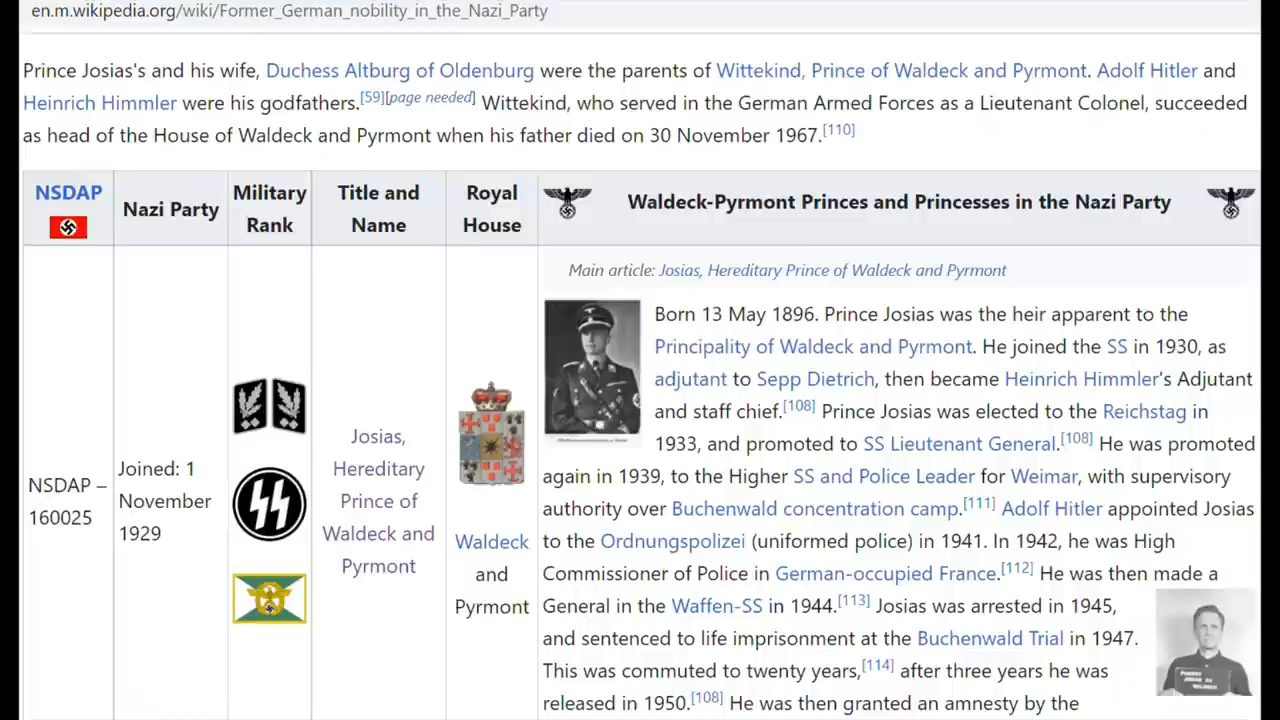 en.m.wikipedia.org/wiki/Former_German_nobility_in_the_Nazi_Party
Prince Josias's and his wife, Duchess Altburg of Oldenburg were the parents of Wittekind, Prince of Waldeck and Pyrmont. Adolf Hitler and
Heinrich Himmler were his godfathers.[59][page needed] Wittekind, who served in the German Armed Forces as a Lieutenant Colonel, succeeded
as head of the House of Waldeck and Pyrmont when his father died on 30 November 1967.[110]
NSDAP
Nazi Party
Military
Rank
Title and
Name
Royal
House
Waldeck-Pyrmont Princes and Princesses in the Nazi Party
NSDAP –
160025
Joined: 1
November
1929
Josias,
Hereditary
Prince of
Waldeck and
Pyrmont
Waldeck
and
Pyrmont
Main article: Josias, Hereditary Prince of Waldeck and Pyrmont
Born 13 May 1896. Prince Josias was the heir apparent to the
Principality of Waldeck and Pyrmont. He joined the SS in 1930, as
adjutant to Sepp Dietrich, then became Heinrich Himmler's Adjutant
and staff chief.[108] Prince Josias was elected to the Reichstag in
1933, and promoted to SS Lieutenant General.[108] He was promoted
again in 1939, to the Higher SS and Police Leader for Weimar, with supervisory
authority over Buchenwald concentration camp.[111] Adolf Hitler appointed Josias
to the Ordnungspolizei (uniformed police) in 1941. In 1942, he was High
Commissioner of Police in German-occupied France.[112] He was then made a
General in the Waffen-SS in 1944.[113] Josias was arrested in 1945,
and sentenced to life imprisonment at the Buchenwald Trial in 1947.
This was commuted to twenty years,[114] after three years he was
released in 1950.[108] He was then granted an amnesty by the